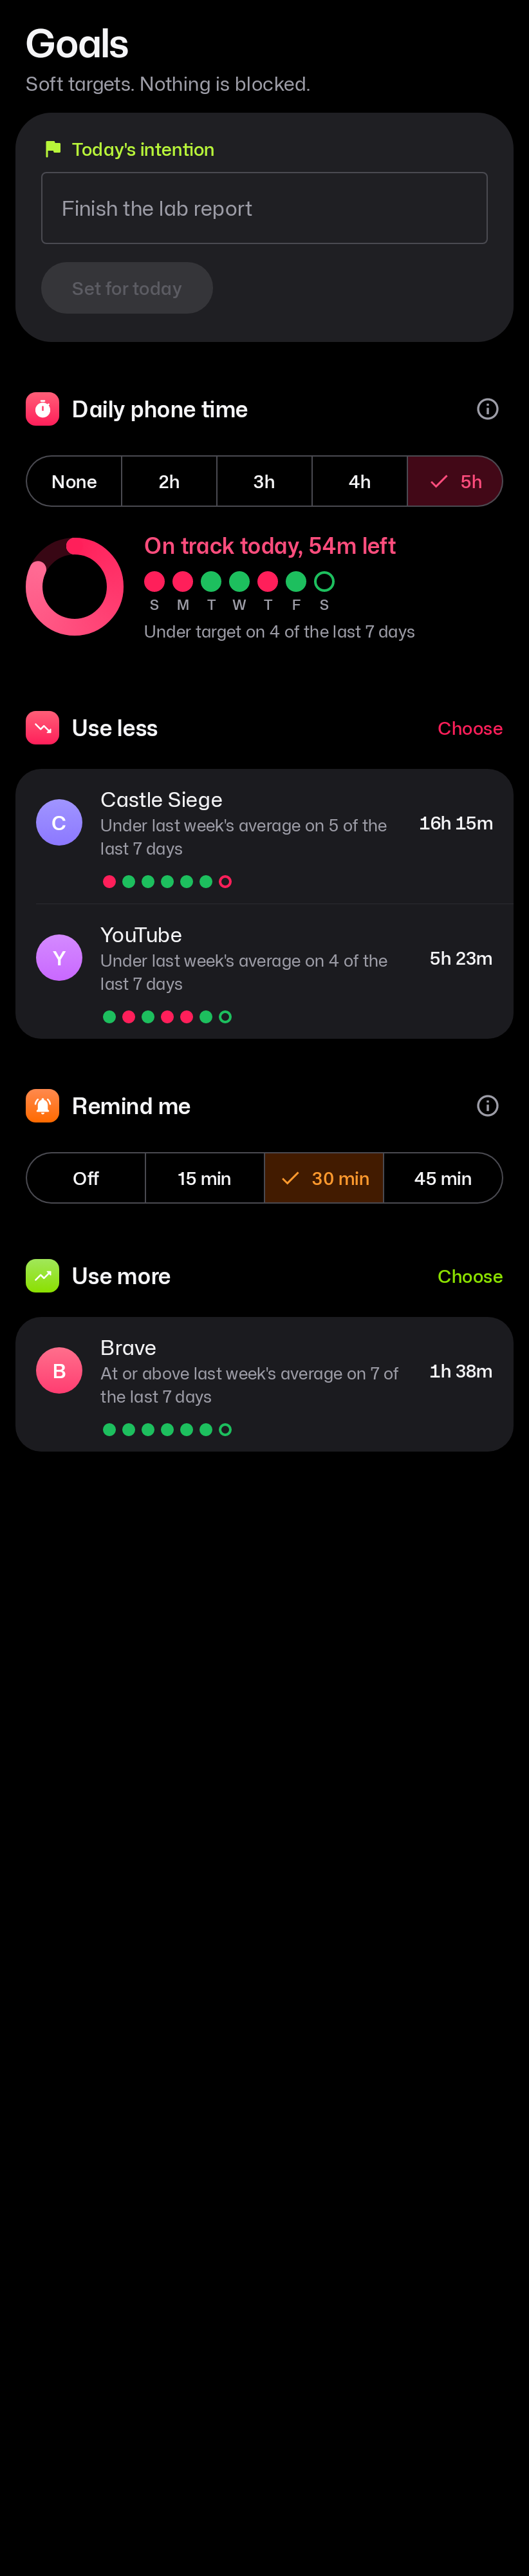 Goals
Soft targets. Nothing is blocked.
Today's intention
Finish the lab report
Set for today
Daily phone time
None
2h
3h
4h
5h
On track today, 54m left
S M T W T F S
Under target on 4 of the last 7 days
Use less
Choose
C
Castle Siege
Under last week's average on 5 of the
last 7 days
16h 15m
Y
YouTube
Under last week's average on 4 of the
last 7 days
5h 23m
Remind me
Off
15 min
30 min
45 min
Use more
Choose
B
Brave
At or above last week's average on 7 of
the last 7 days
1h 38m